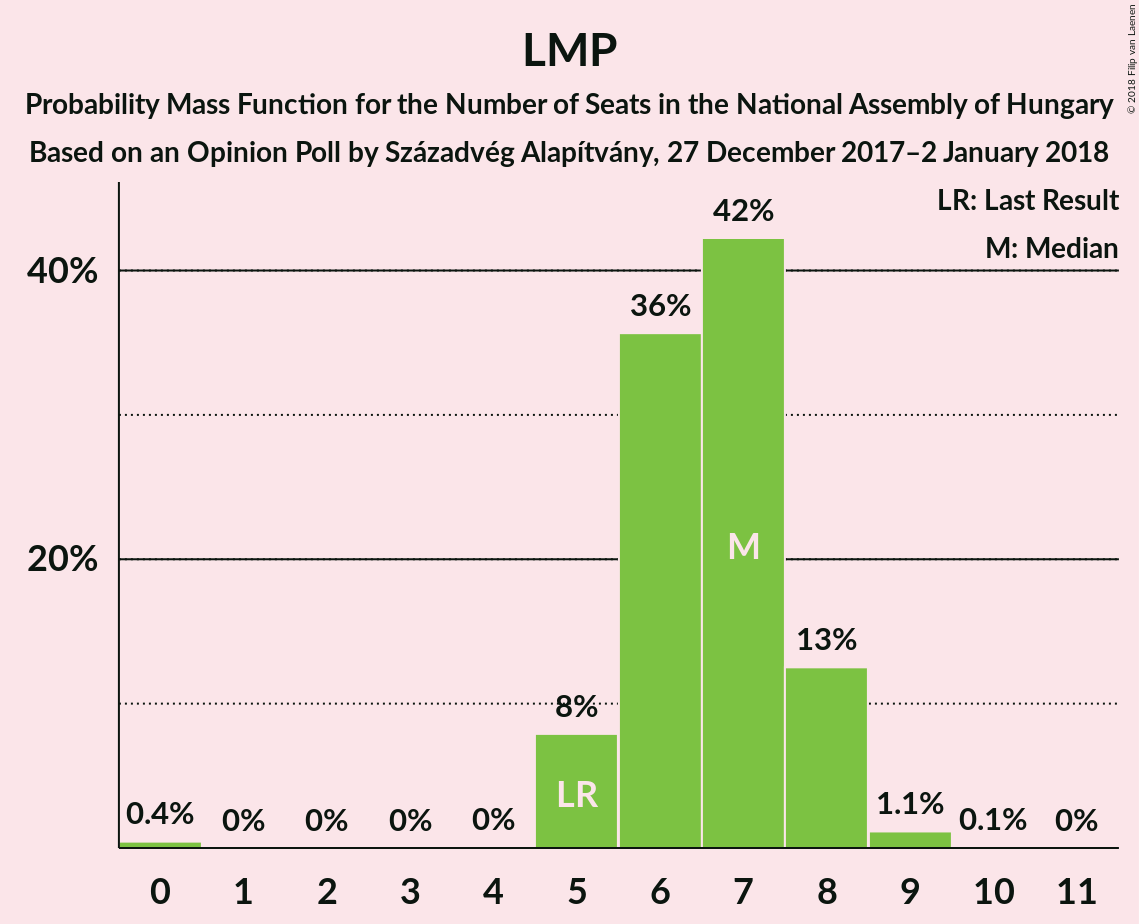 LMP
Probability Mass Function for the Number of Seats in the National Assembly of Hungary
Based on an Opinion Poll by Századvég Alapítvány, 27 December 2017–2 January 2018
© 2018 Filip van Laenen
LR: Last Result
M: Median
40%
20%
0.4%
0%
0%
0%
0%
8%
36%
42%
13%
1.1%
0.1%
0%
LR
M
0 1 2 3 4 5 6 7 8 9 10 11